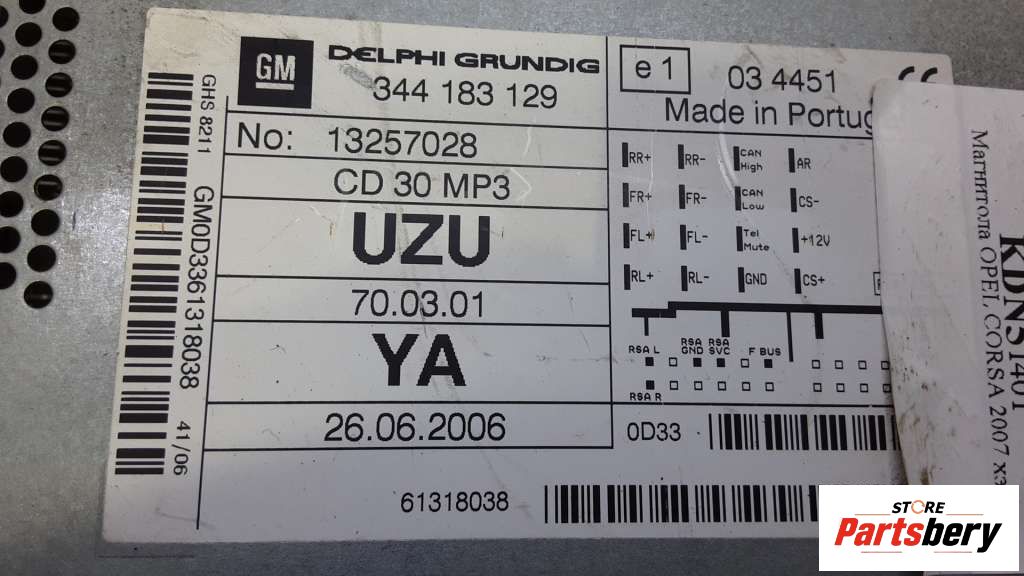 GM DELPHI GRUNDIG
344 183 129
No: 13257028
CD 30 MP3
UZU
70.03.01
YA
26.06.2006
61318038
GHS 8211
GM0D3361318038
41/06
e 1
03 4451
Made in
RR+ RR- CAN High AR
FR+ FR- CAN Low CS-
FL+ FL- Tel Mute +12V
RL+ RL- GND CS+
RSA L RSA GND RSA SVC F BUS
RSA R
0D33
KDN51401
Магнитола OPEL CORSA 2007
STORE
Partsbery